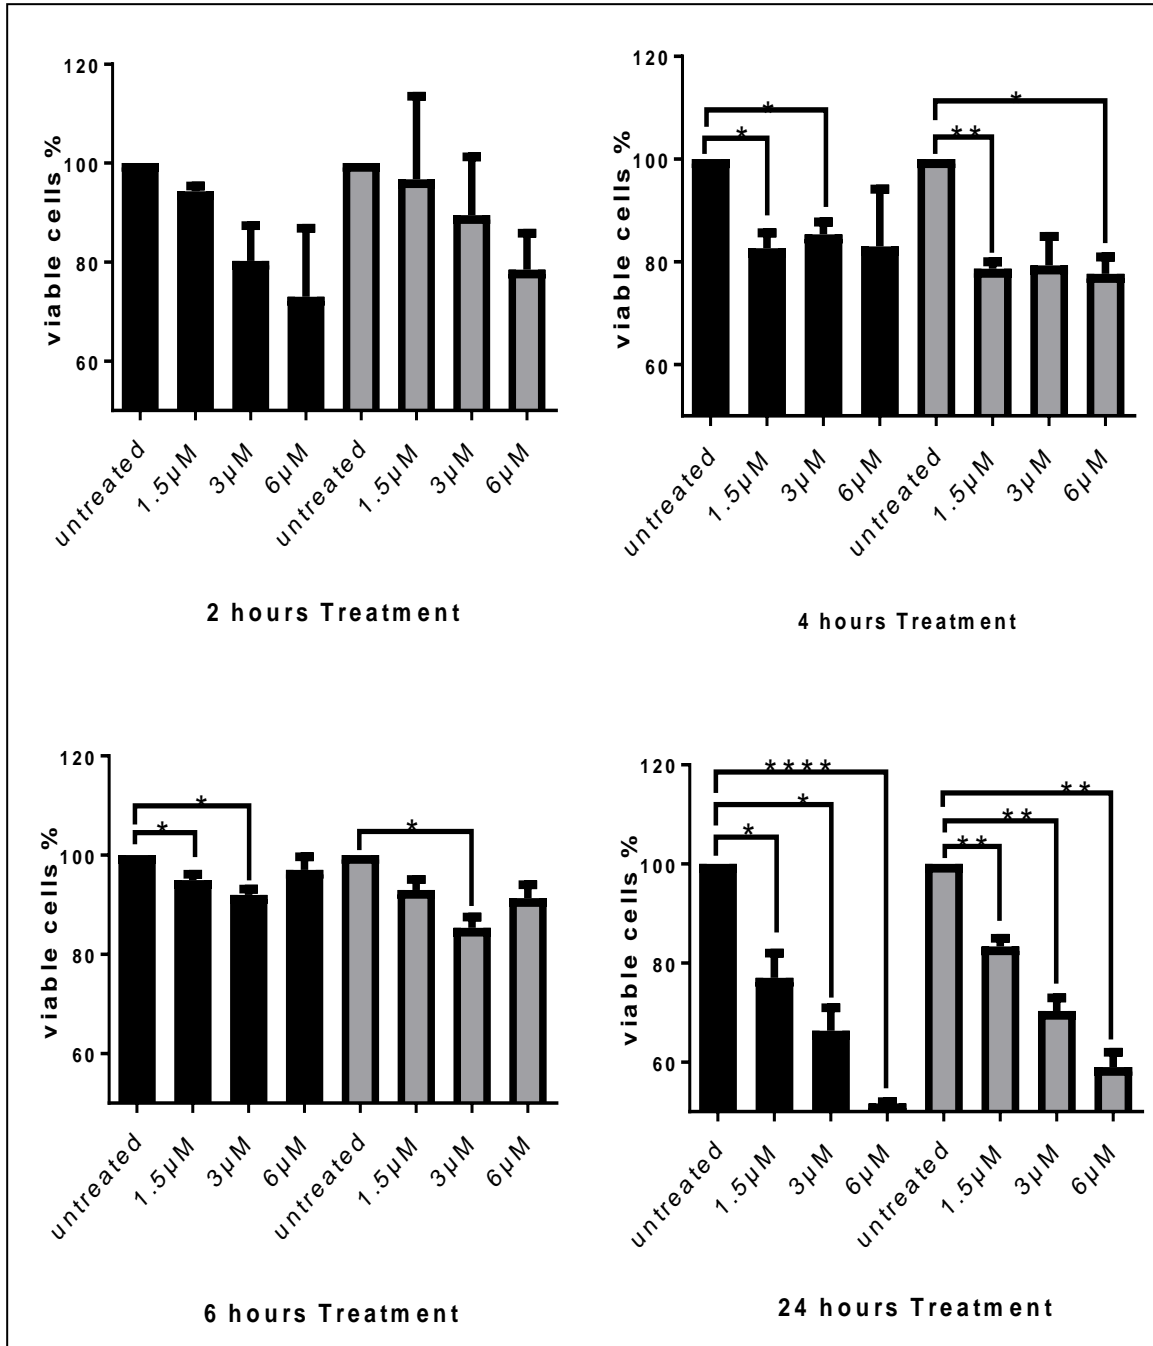 120
100
80
60
viable cells %
untreated
1.5µM
3µM
6µM
untreated
1.5µM
3µM
6µM
2 hours Treatment
120
100
80
60
viable cells %
*
*
**
*
untreated
1.5µM
3µM
6µM
untreated
1.5µM
3µM
6µM
4 hours Treatment
120
100
80
60
viable cells %
*
*
*
untreated
1.5µM
3µM
6µM
untreated
1.5µM
3µM
6µM
6 hours Treatment
120
100
80
60
viable cells %
****
*
*
**
**
**
untreated
1.5µM
3µM
6µM
untreated
1.5µM
3µM
6µM
24 hours Treatment